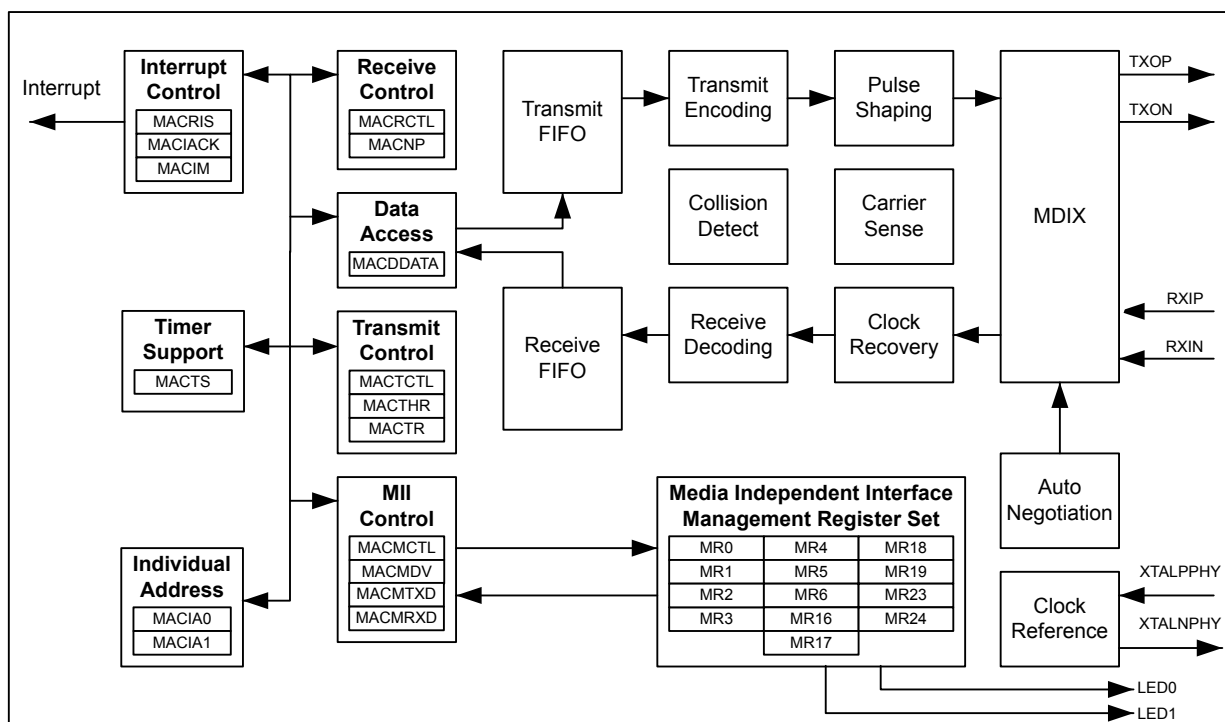 Interrupt
Interrupt
Control
MACRIS
MACIACK
MACIM
Receive
Control
MACRCTL
MACNP
Data
Access
MACDDATA
Timer
Support
MACTS
Transmit
Control
MACTCTL
MACTHR
MACTR
Individual
Address
MACIA0
MACIA1
MII
Control
MACMCTL
MACMDV
MACMTXD
MACMRXD
Transmit
FIFO
Transmit
Encoding
Pulse
Shaping
Collision
Detect
Carrier
Sense
Receive
FIFO
Receive
Decoding
Clock
Recovery
MDIX
TXOP
TXON
RXIP
RXIN
Auto
Negotiation
Media Independent Interface
Management Register Set
MR0 MR4 MR18
MR1 MR5 MR19
MR2 MR6 MR23
MR3 MR16 MR24
MR17
Clock
Reference
XTALPPHY
XTALNPHY
LED0
LED1